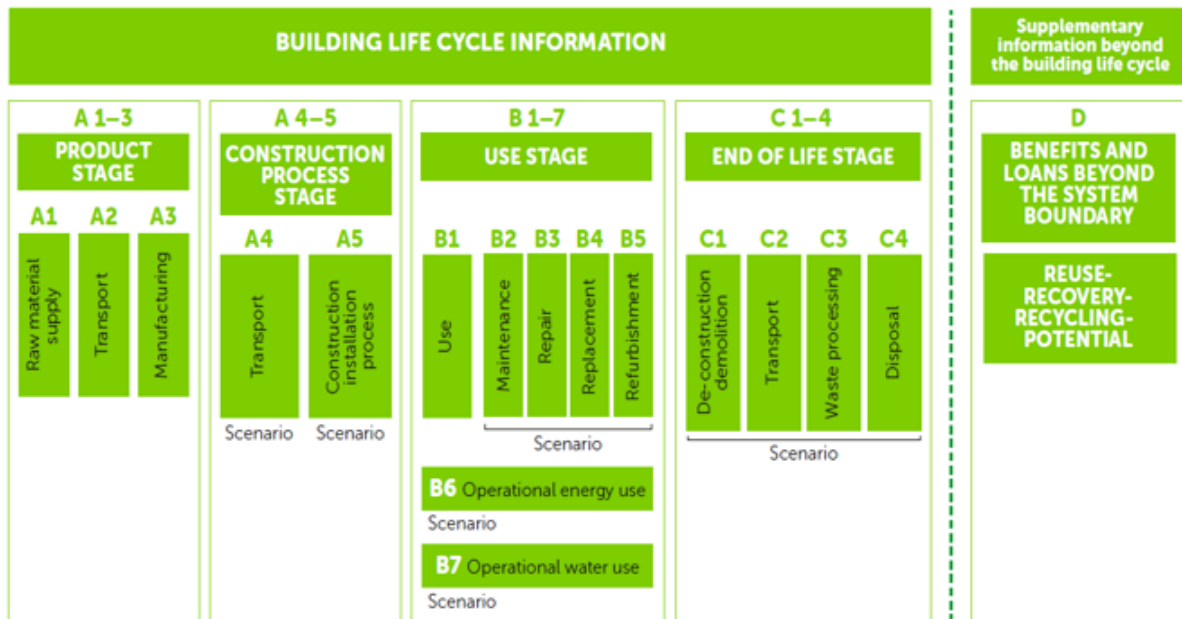 BUILDING LIFE CYCLE INFORMATION
Supplementary
information beyond
the building life cycle
A 1–3
PRODUCT
STAGE
A1
A2
A3
Raw material
supply
Transport
Manufacturing
A 4–5
CONSTRUCTION
PROCESS
STAGE
A4
A5
Transport
Construction
installation
process
Scenario
Scenario
B 1–7
USE STAGE
B1
B2
B3
B4
B5
Use
Maintenance
Repair
Replacement
Refurbishment
Scenario
B6 Operational energy use
Scenario
B7 Operational water use
Scenario
C 1–4
END OF LIFE STAGE
C1
C2
C3
C4
De-construction
demolition
Transport
Waste processing
Disposal
Scenario
D
BENEFITS AND
LOANS BEYOND
THE SYSTEM
BOUNDARY
REUSE-
RECOVERY-
RECYCLING-
POTENTIAL